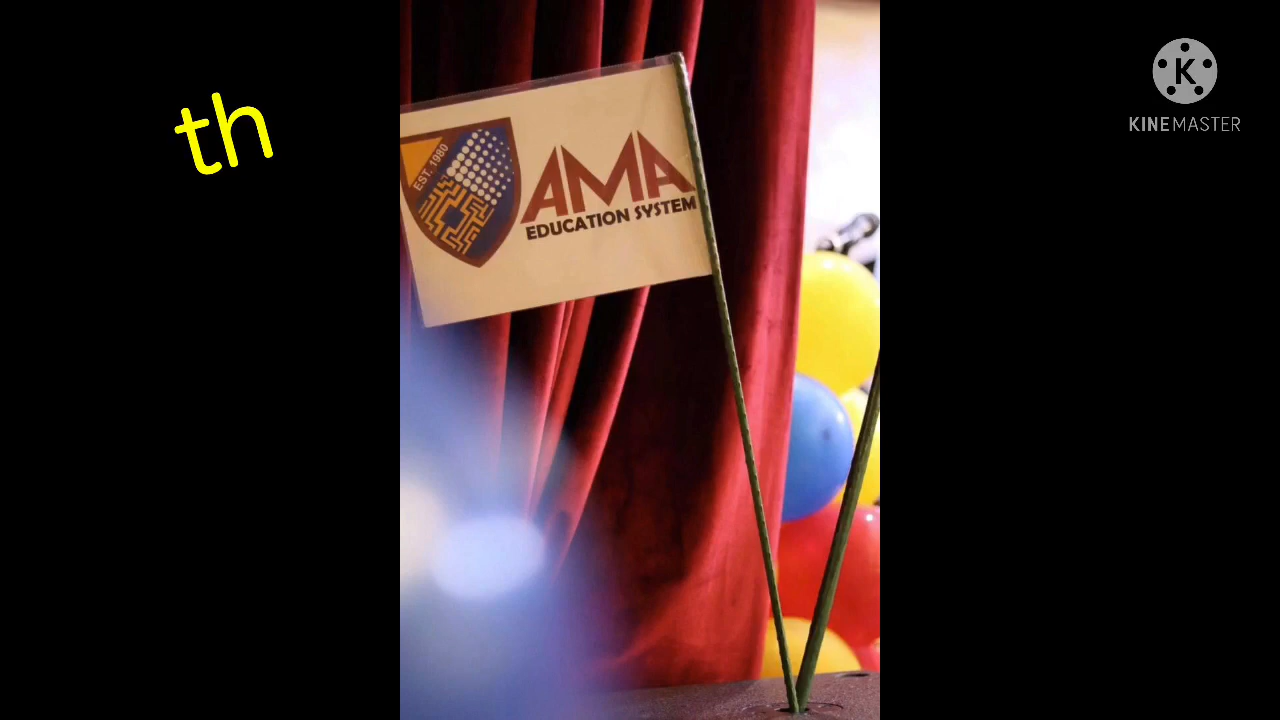 th
EST. 1980
AMA
EDUCATION SYSTEM
K
KINEMASTER